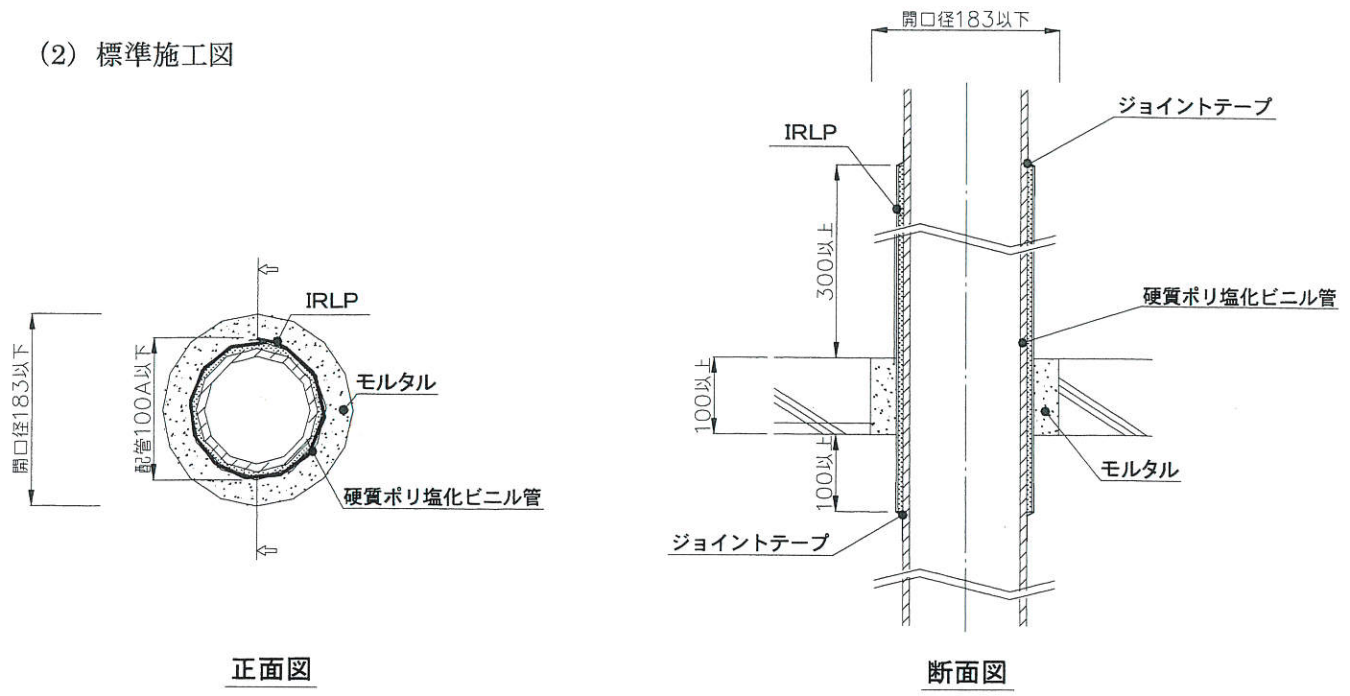 (2) 標準施工図
開口径183以下
ジョイントテープ
IRLP
300以上
硬質ポリ塩化ビニル管
100以上
モルタル
100以上
ジョイントテープ
断面図
IRLP
開口径183以下
配管100A以下
モルタル
硬質ポリ塩化ビニル管
正面図